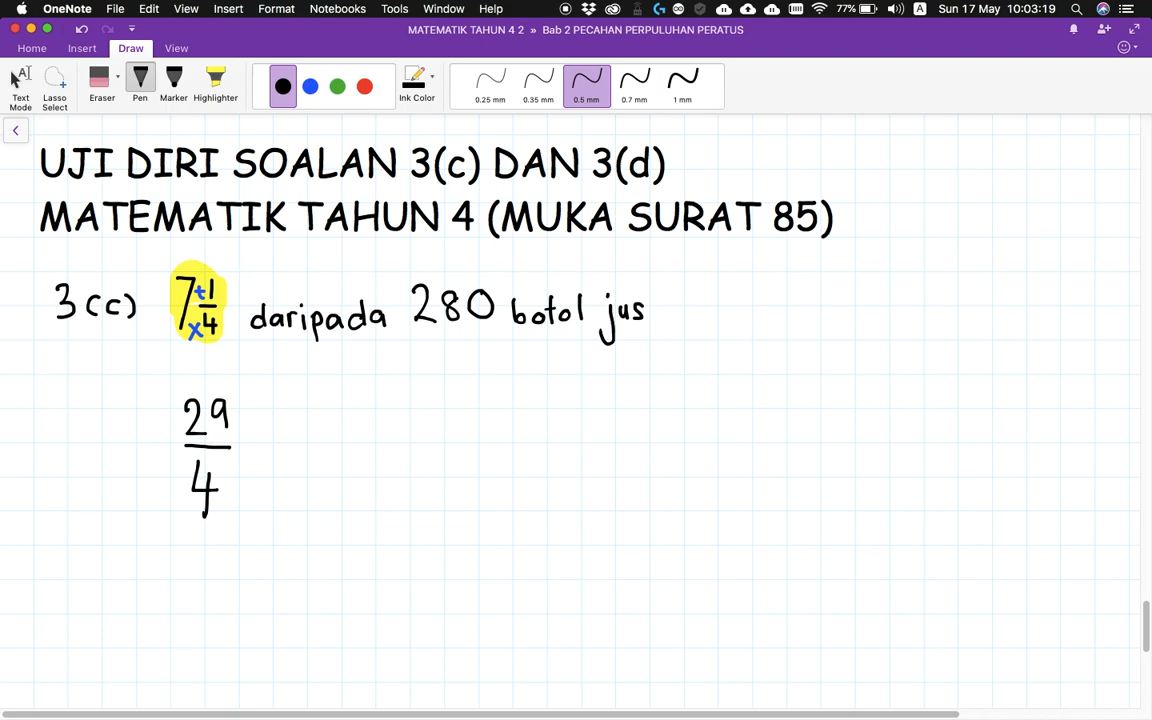 OneNote File Edit View Insert Format Notebooks Tools Window Help 77% A Sun 17 May 10:03:19
MATEMATIK TAHUN 4 2 » Bab 2 PECAHAN PERPULUHAN PERATUS
Home Insert Draw View
Text Mode Lasso Select Eraser Pen Marker Highlighter Ink Color 0.25 mm 0.35 mm 0.5 mm 0.7 mm 1 mm
UJI DIRI SOALAN 3(c) DAN 3(d)
MATEMATIK TAHUN 4 (MUKA SURAT 85)
3(c) 7 + 1/4 x daripada 280 botol jus
29
4